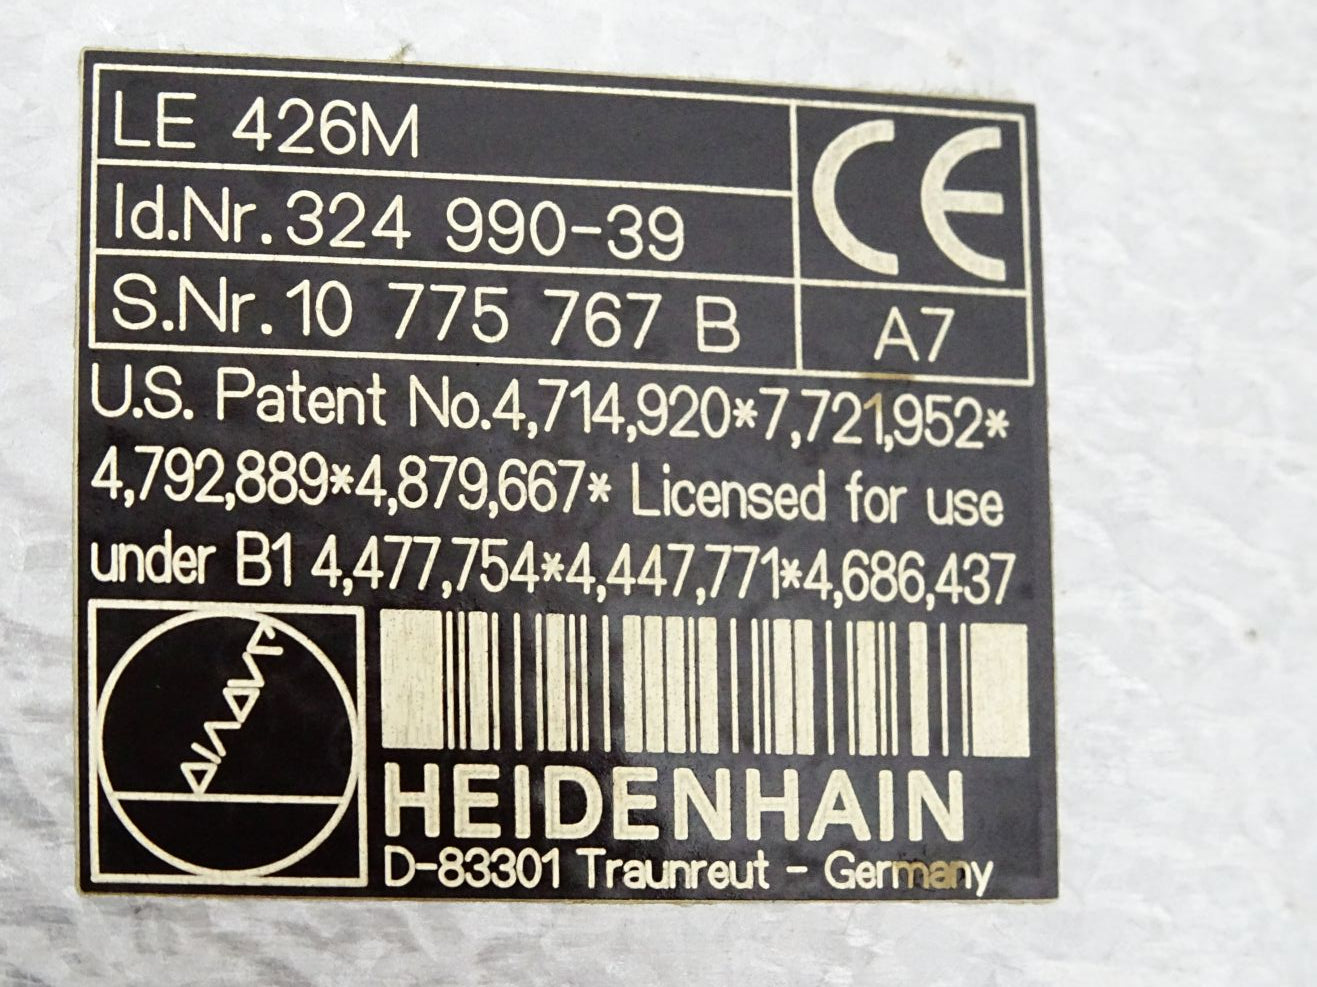 LE 426M
Id.Nr. 324 990-39
S.Nr. 10 775 767 B
CE
A7
U.S. Patent No.4,714,920*7,721,952*
4,792,889*4,879,667* Licensed for use
under B1 4,477,754*4,447,771*4,686,437
HEIDENHAIN
D-83301 Traunreut - Germany